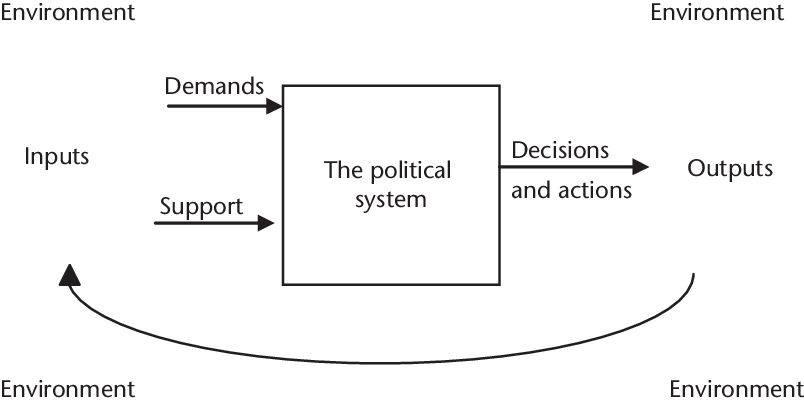 Environment
Environment
Demands
Inputs
Support
The political
system
Decisions
and actions
Outputs
Environment
Environment